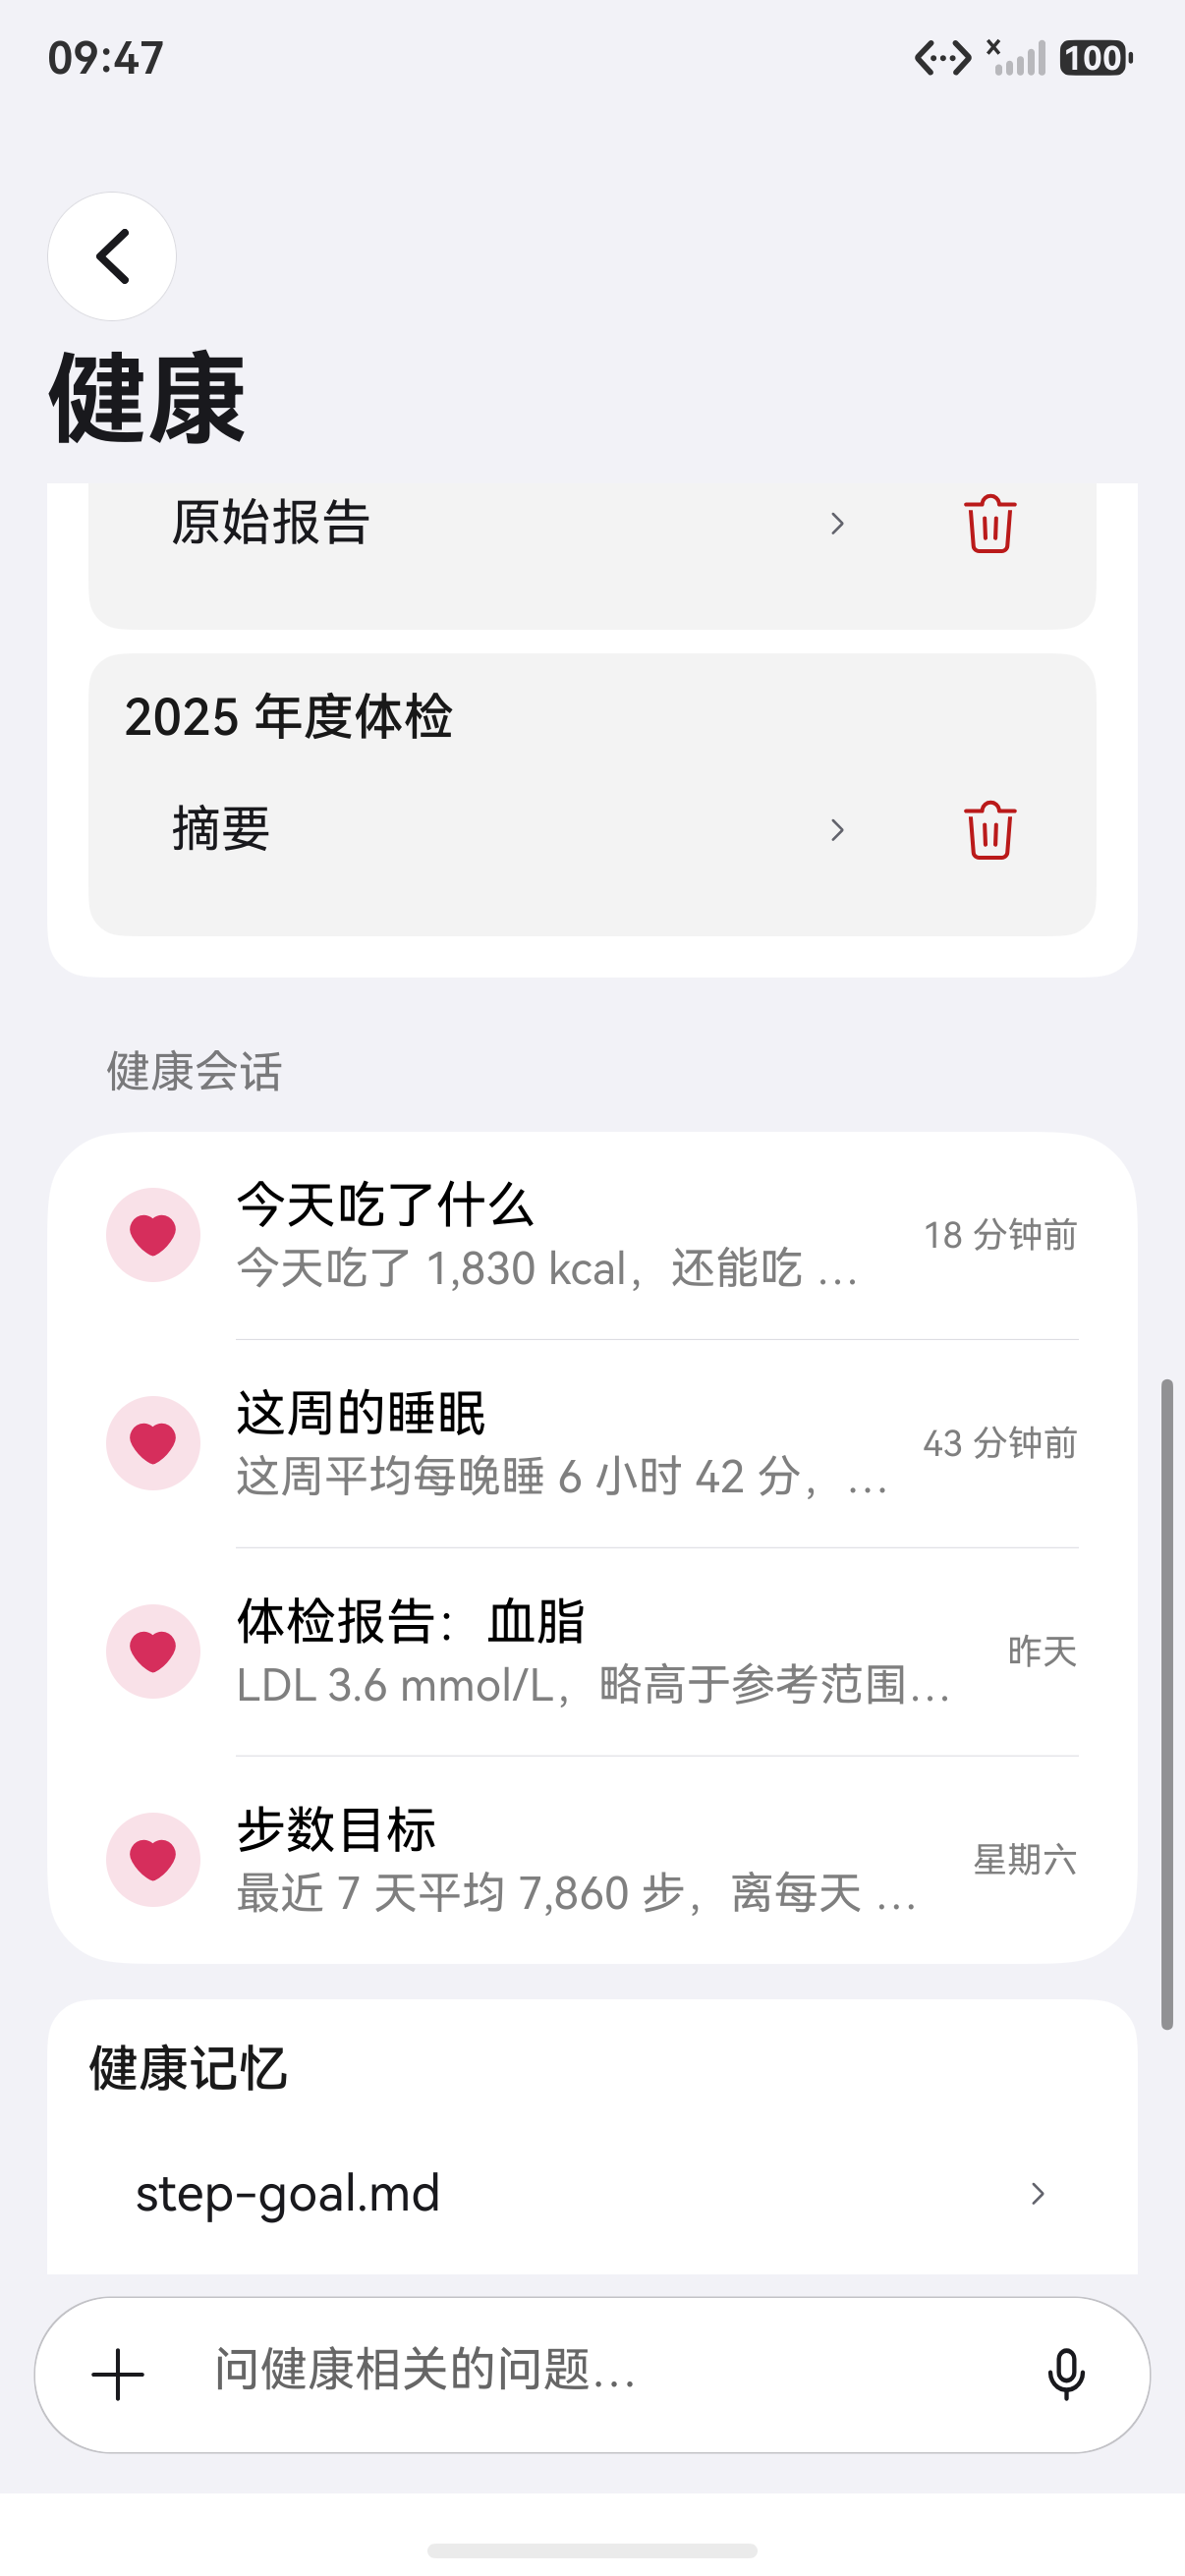 09:47
100
健康
原始报告
2025 年度体检
摘要
健康会话
今天吃了什么
今天吃了 1,830 kcal，还能吃 …
18 分钟前
这周的睡眠
这周平均每晚睡 6 小时 42 分，…
43 分钟前
体检报告：血脂
LDL 3.6 mmol/L，略高于参考范围…
昨天
步数目标
最近 7 天平均 7,860 步，离每天 …
星期六
健康记忆
step-goal.md
问健康相关的问题…